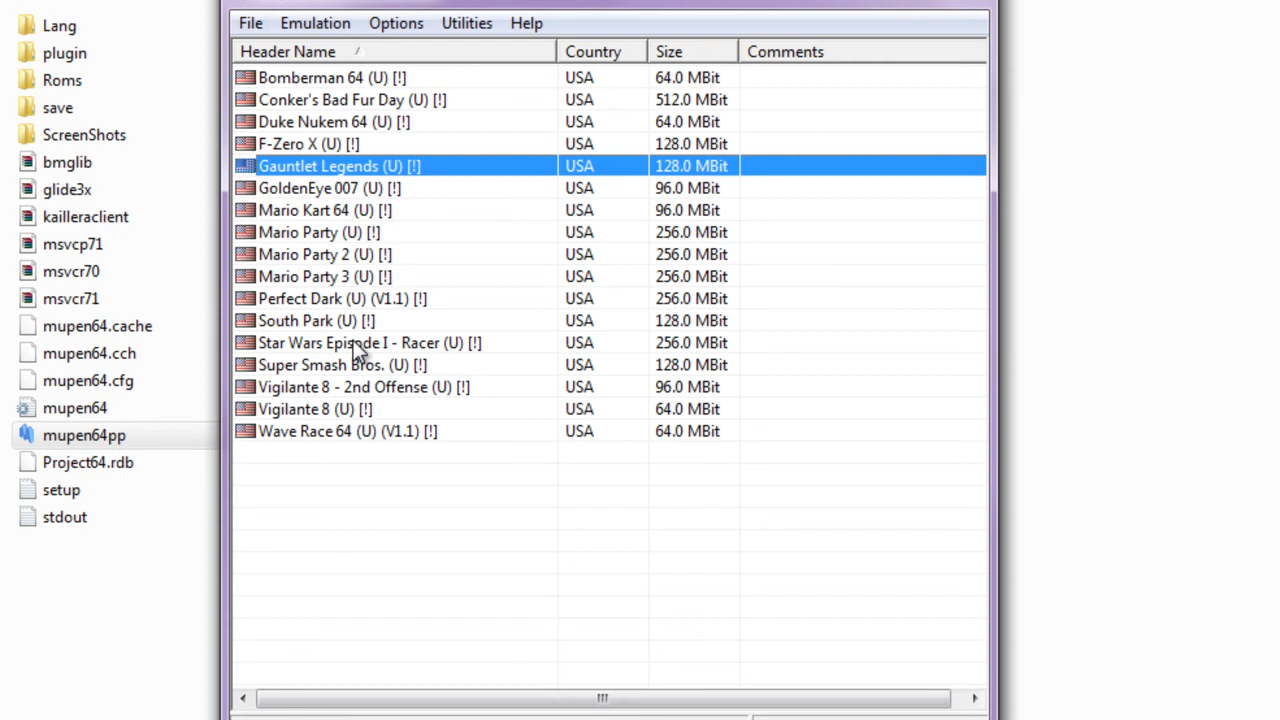 Lang
plugin
Roms
save
ScreenShots
bmglib
glide3x
kailleraclient
msvcp71
msvcr70
msvcr71
mupen64.cache
mupen64.cch
mupen64.cfg
mupen64
mupen64pp
Project64.rdb
setup
stdout
File Emulation Options Utilities Help
Header Name Country Size Comments
Bomberman 64 (U) [!] USA 64.0 MBit
Conker's Bad Fur Day (U) [!] USA 512.0 MBit
Duke Nukem 64 (U) [!] USA 64.0 MBit
F-Zero X (U) [!] USA 128.0 MBit
Gauntlet Legends (U) [!] USA 128.0 MBit
GoldenEye 007 (U) [!] USA 96.0 MBit
Mario Kart 64 (U) [!] USA 96.0 MBit
Mario Party (U) [!] USA 256.0 MBit
Mario Party 2 (U) [!] USA 256.0 MBit
Mario Party 3 (U) [!] USA 256.0 MBit
Perfect Dark (U) (V1.1) [!] USA 256.0 MBit
South Park (U) [!] USA 128.0 MBit
Star Wars Episode I - Racer (U) [!] USA 256.0 MBit
Super Smash Bros. (U) [!] USA 128.0 MBit
Vigilante 8 - 2nd Offense (U) [!] USA 96.0 MBit
Vigilante 8 (U) [!] USA 64.0 MBit
Wave Race 64 (U) (V1.1) [!] USA 64.0 MBit